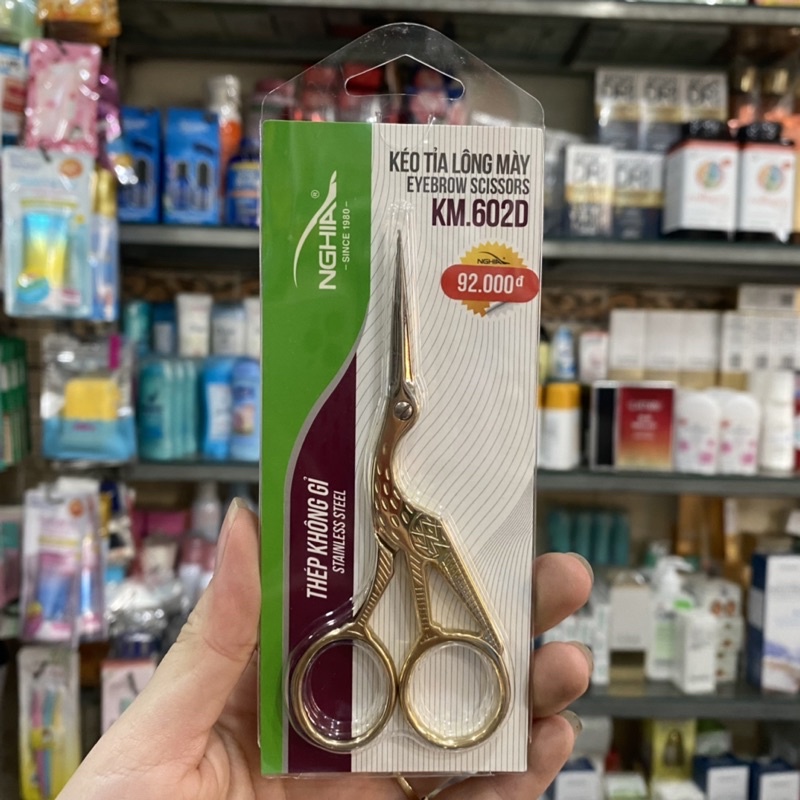 KÉO TỈA LÔNG MÀY
EYEBROW SCISSORS
KM.602D
NGHIA
92.000đ
NGHIA®
–SINCE 1980–
THÉP KHÔNG GỈ
STAINLESS STEEL